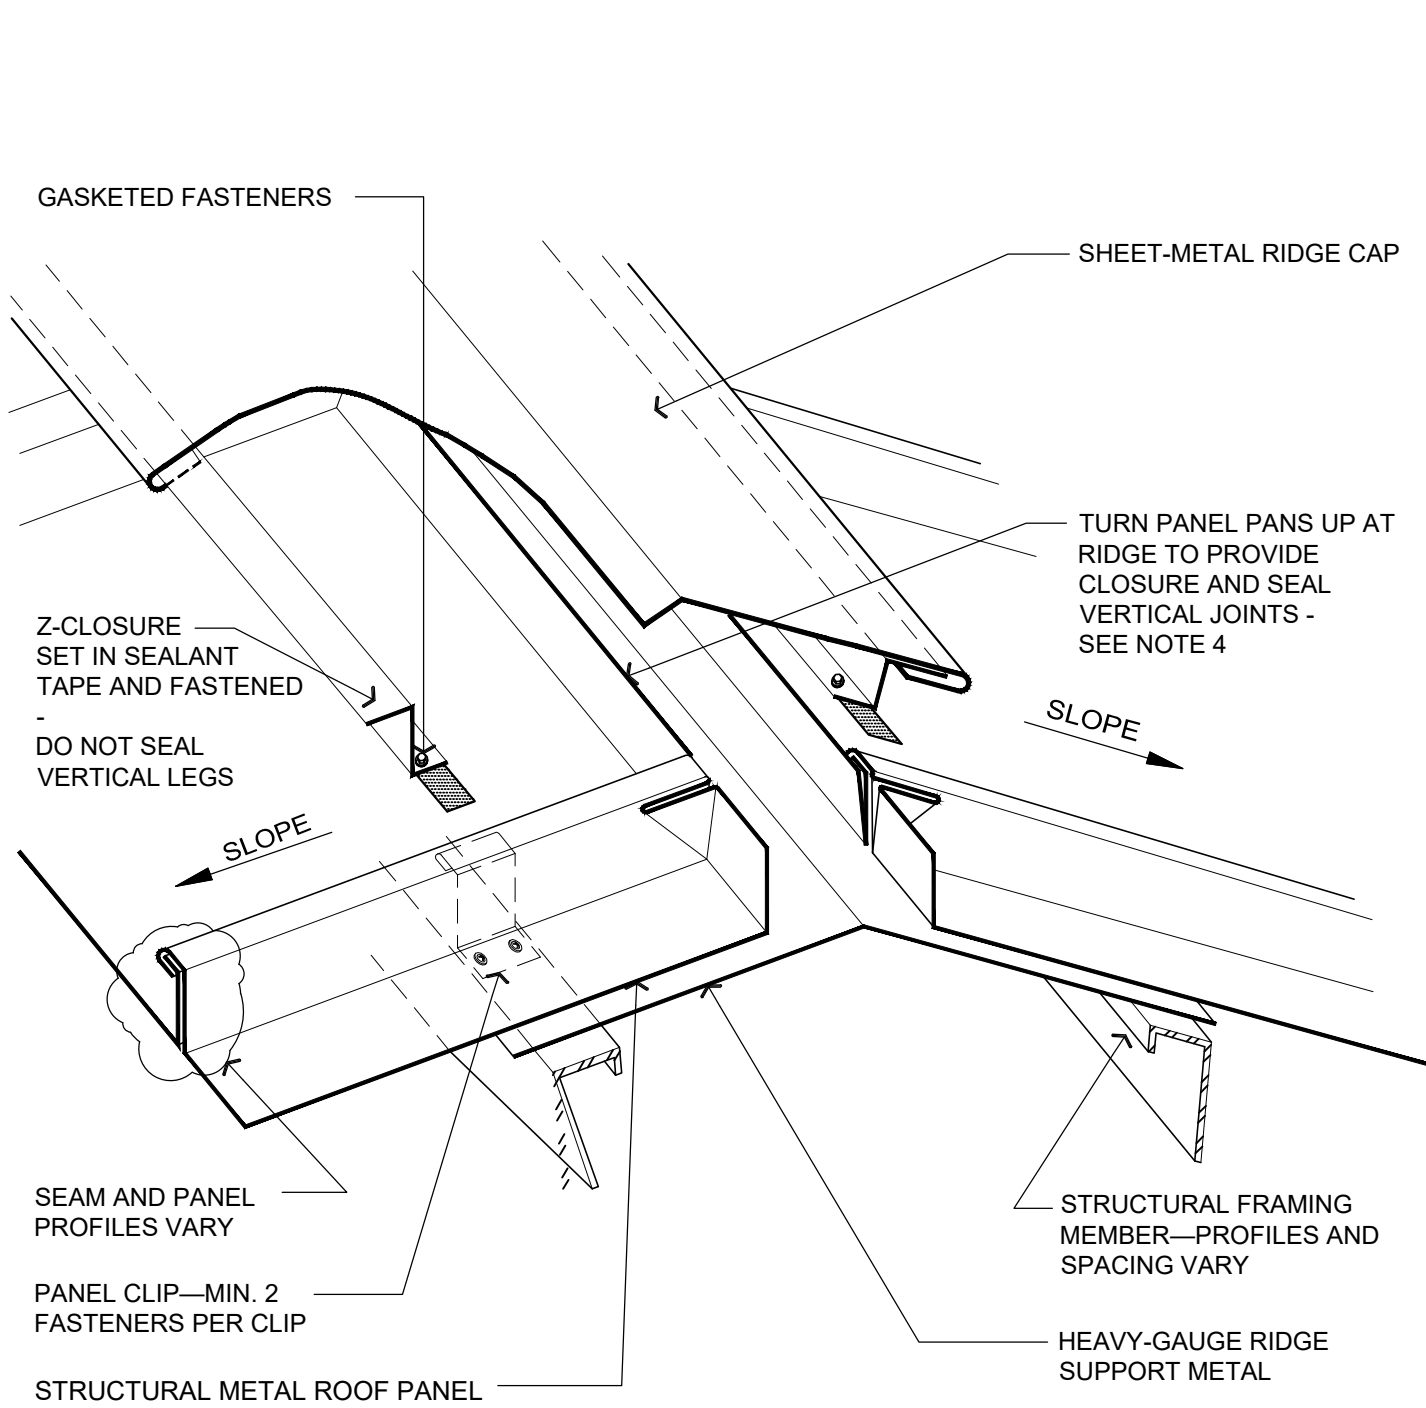 GASKETED FASTENERS
SHEET-METAL RIDGE CAP
TURN PANEL PANS UP AT
RIDGE TO PROVIDE
CLOSURE AND SEAL
VERTICAL JOINTS -
SEE NOTE 4
Z-CLOSURE
SET IN SEALANT
TAPE AND FASTENED
-
DO NOT SEAL
VERTICAL LEGS
SLOPE
SLOPE
SEAM AND PANEL
PROFILES VARY
PANEL CLIP—MIN. 2
FASTENERS PER CLIP
STRUCTURAL METAL ROOF PANEL
STRUCTURAL FRAMING
MEMBER—PROFILES AND
SPACING VARY
HEAVY-GAUGE RIDGE
SUPPORT METAL